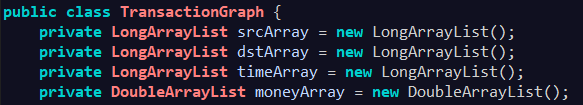 public class TransactionGraph {
    private LongArrayList srcArray = new LongArrayList();
    private LongArrayList dstArray = new LongArrayList();
    private LongArrayList timeArray = new LongArrayList();
    private DoubleArrayList moneyArray = new DoubleArrayList();